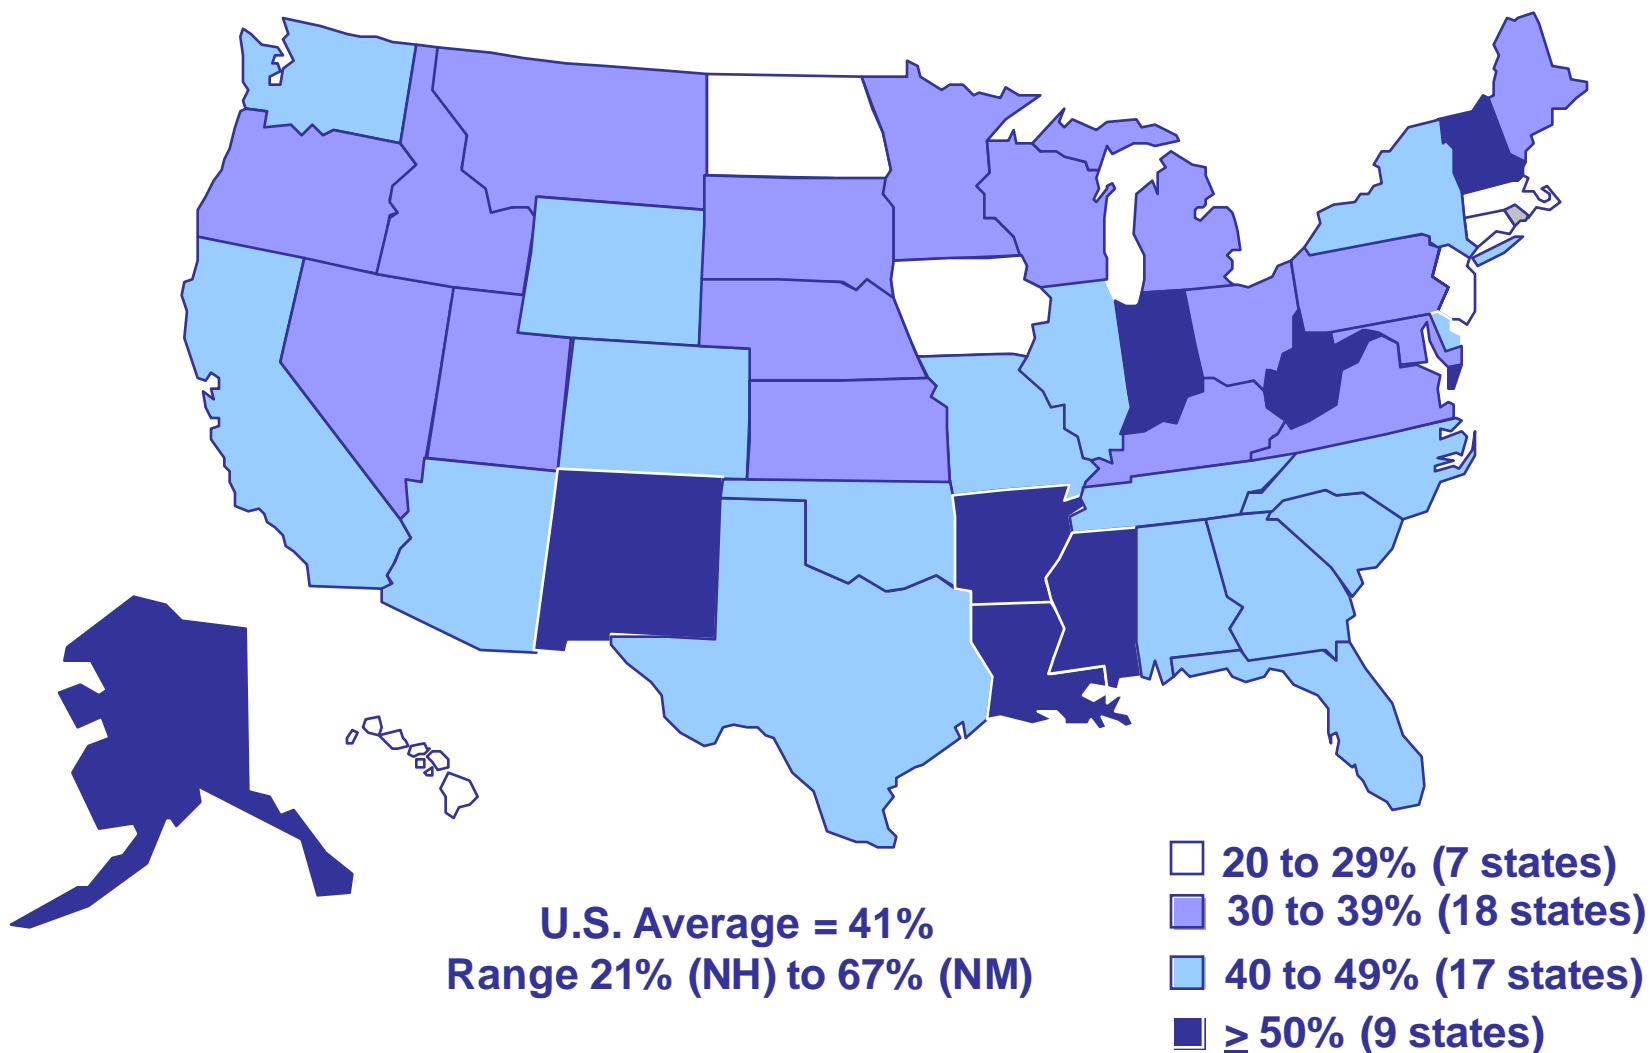 20 to 29% (7 states)
30 to 39% (18 states)
U.S. Average = 41%
Range 21% (NH) to 67% (NM)
40 to 49% (17 states)
≥ 50% (9 states)